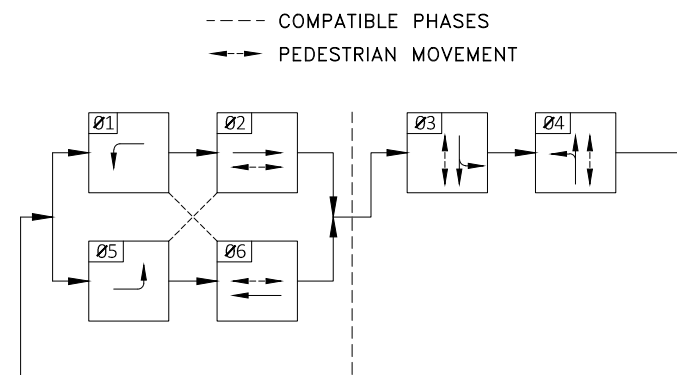 COMPATIBLE PHASES
PEDESTRIAN MOVEMENT
Ø1
Ø2
Ø3
Ø4
Ø5
Ø6